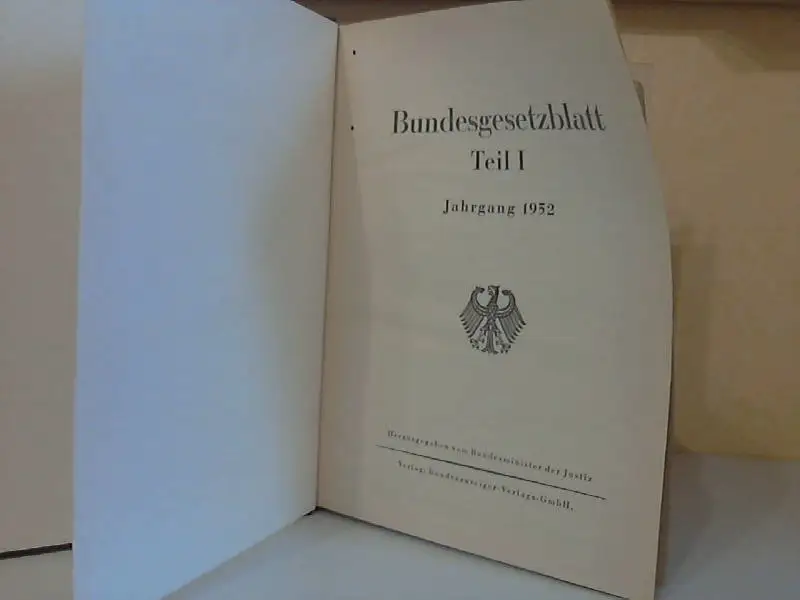 Bundesgesetzblatt
Teil I
Jahrgang 1952
Herausgegeben vom Bundesminister der Justiz
Verlag: Bundesanzeiger-Verlags-GmbH.